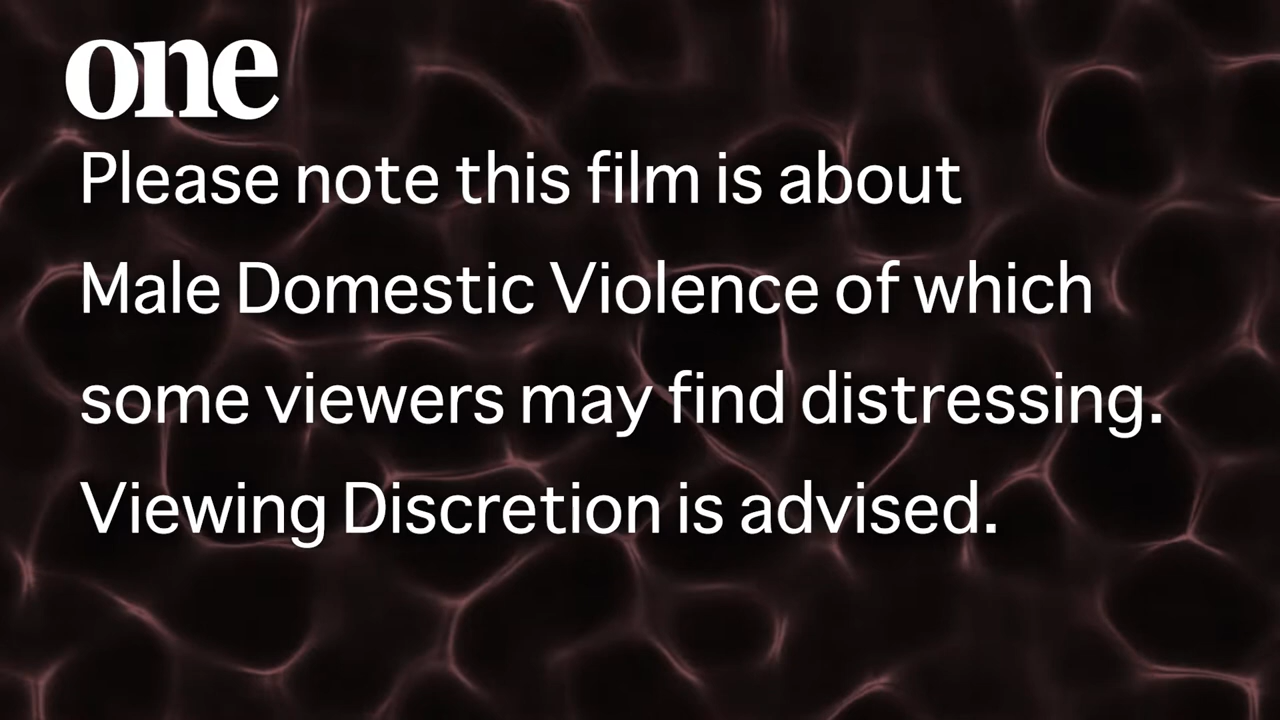 one
Please note this film is about
Male Domestic Violence of which
some viewers may find distressing.
Viewing Discretion is advised.